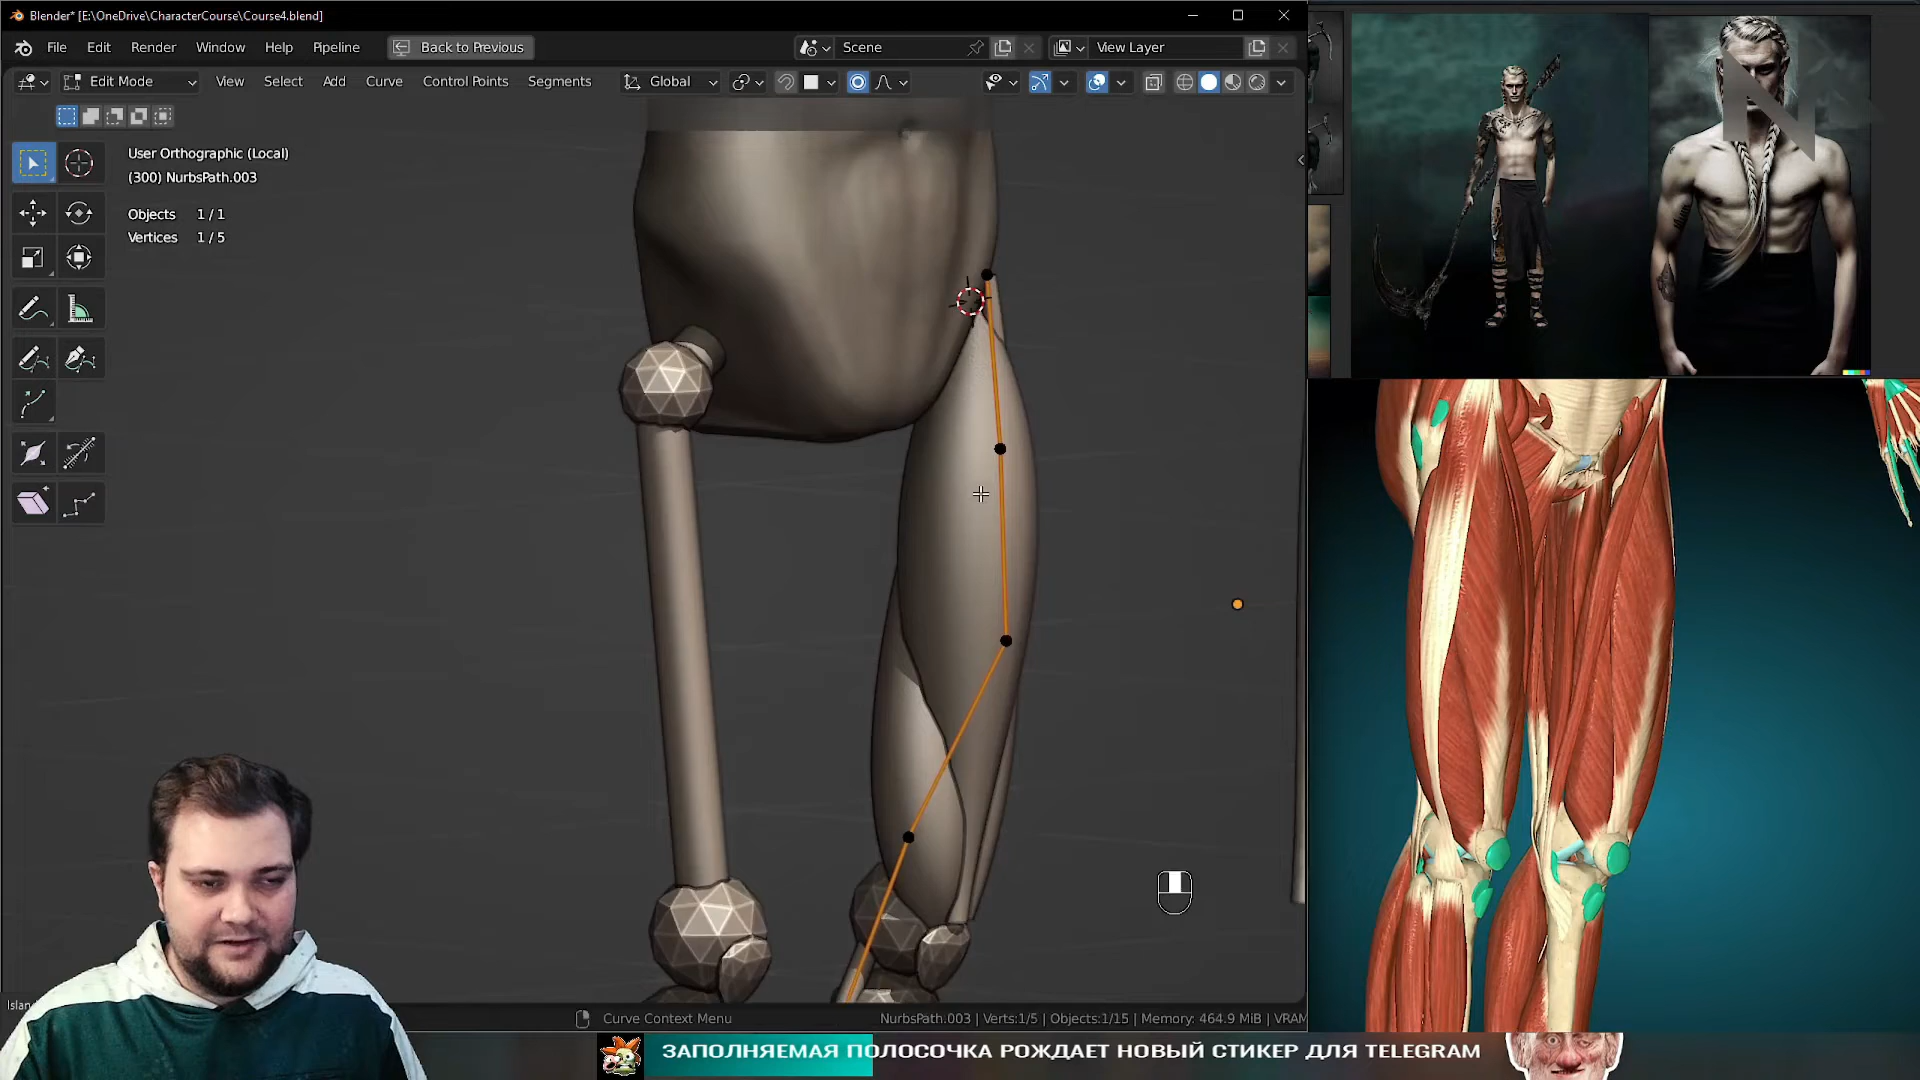 Blender* [E:\OneDrive\CharacterCourse\Course4.blend]
File Edit Render Window Help Pipeline Back to Previous Scene View Layer
Edit Mode View Select Add Curve Control Points Segments Global
User Orthographic (Local)
(300) NurbsPath.003
Objects 1 / 1
Vertices 1 / 5
Islan
Curve Context Menu
NurbsPath.003 | Verts:1/5 | Objects:1/15 | Memory: 464.9 MiB | VRAM
ЗАПОЛНЯЕМАЯ ПОЛОСОЧКА РОЖДАЕТ НОВЫЙ СТИКЕР ДЛЯ TELEGRAM